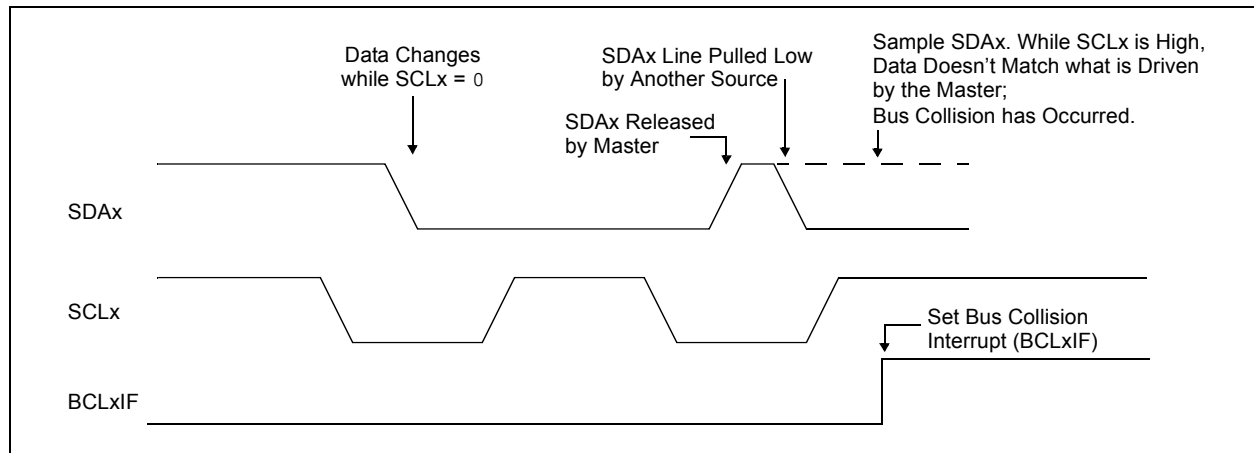 Data Changes
while SCLx = 0
SDAx Line Pulled Low
by Another Source
Sample SDAx. While SCLx is High,
Data Doesn’t Match what is Driven
by the Master;
Bus Collision has Occurred.
SDAx Released
by Master
SDAx
SCLx
Set Bus Collision
Interrupt (BCLxIF)
BCLxIF